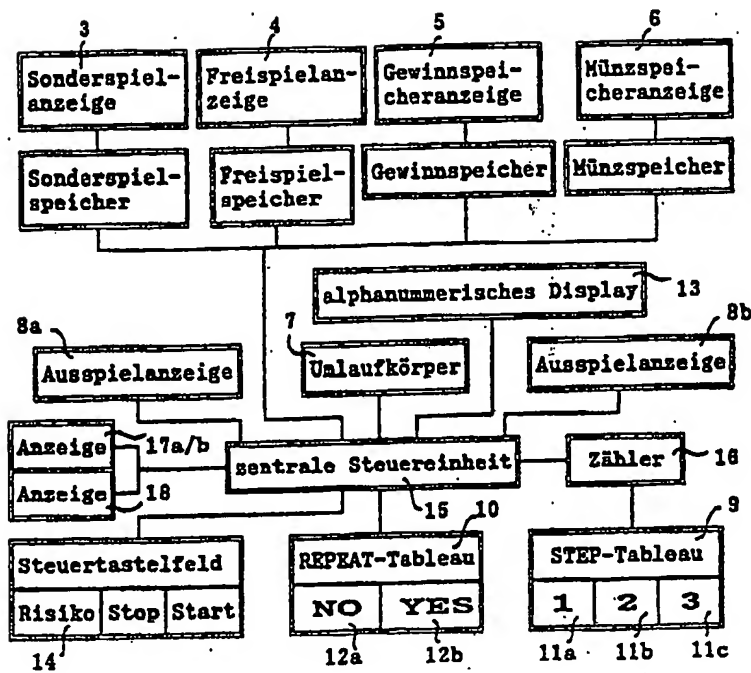 3
4
5
6
Sonderspiel-
anzeige
Freispielan-
zeige
Gewinnspei-
cheranzeige
Münzspei-
cheranzeige
Sonderspiel-
speicher
Freispiel-
speicher
Gewinnspeicher
Münzspeicher
alphanummerisches Display
13
8a
7
8b
Ausspielanzeige
Umlaufkörper
Ausspielanzeige
Anzeige
17a/b
Anzeige
18
zentrale Steuereinheit
15
Zähler
16
10
9
Steuertastelfeld
Risiko Stop Start
14
REPEAT-Tableau
NO YES
12a 12b
STEP-Tableau
1 2 3
11a 11b 11c